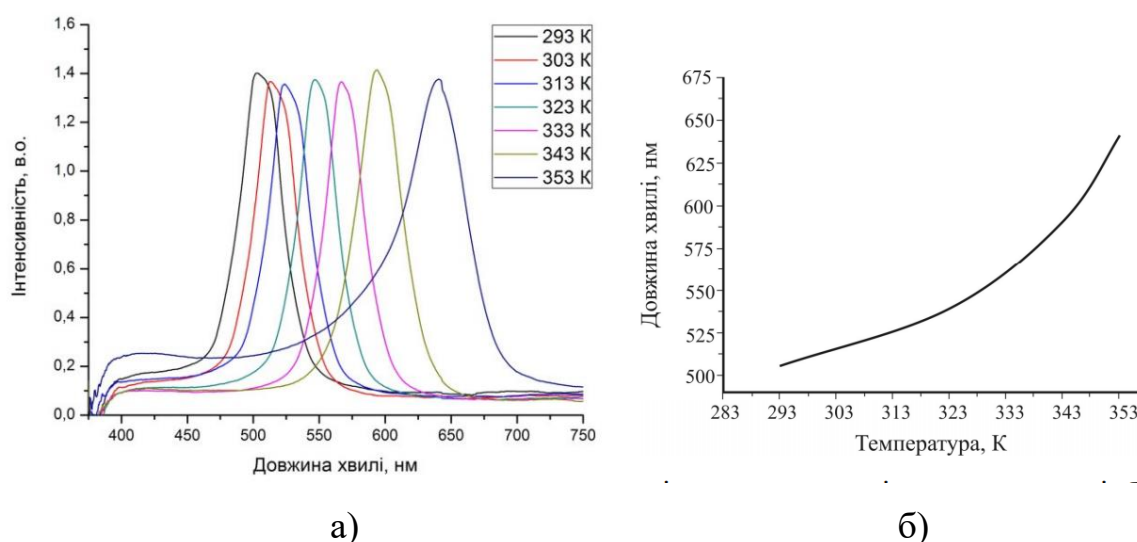 1,6
1,4
1,2
1,0
0,8
0,6
0,4
0,2
0,0
Інтенсивність, в.о.
293 К
303 К
313 К
323 К
333 К
343 К
353 К
400 450 500 550 600 650 700 750
Довжина хвилі, нм
а)
675
650
625
600
575
550
525
500
Довжина хвилі, нм
283 293 303 313 323 333 343 353
Температура, К
б)